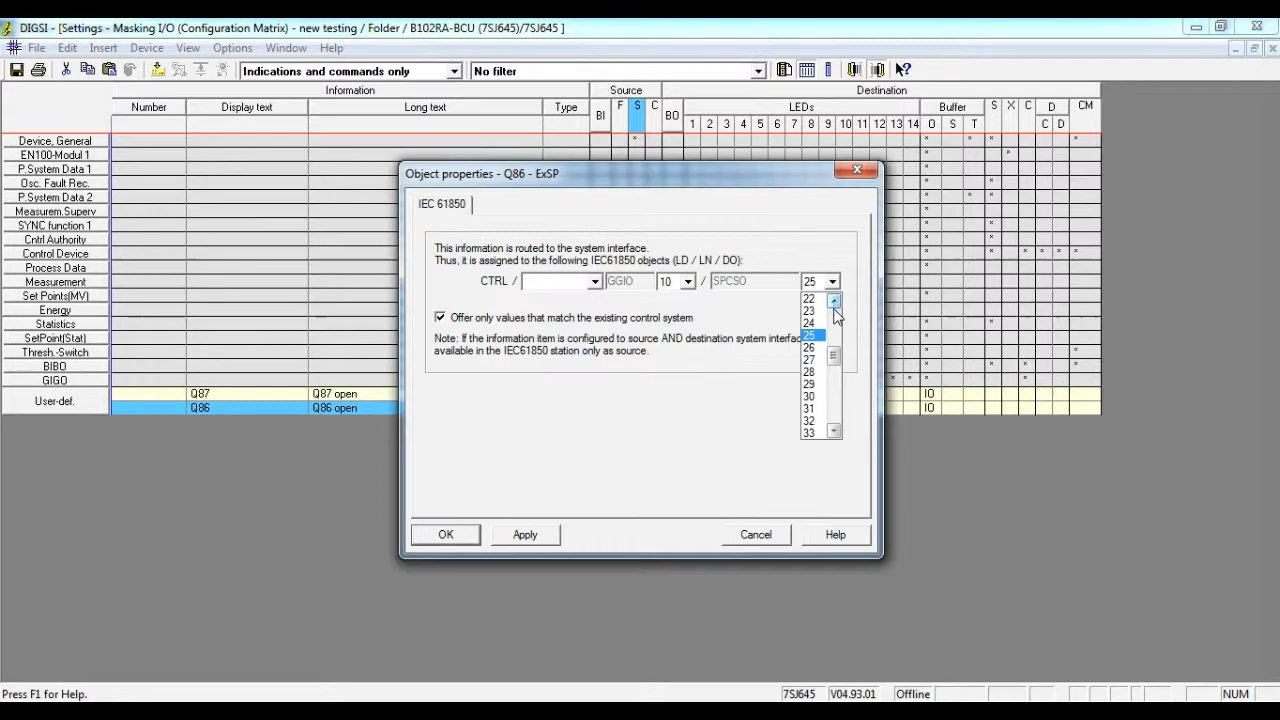 DIGSI - [Settings - Masking I/O (Configuration Matrix) - new testing / Folder / B102RA-BCU (7SJ645)/7SJ645 ]
File Edit Insert Device View Options Window Help
Indications and commands only No filter
Information Source Destination
Number Display text Long text Type BI F S C BO LEDs Buffer S X C D CM
1 2 3 4 5 6 7 8 9 10 11 12 13 14 O S T C D
Device, General
EN100-Modul 1
P.System Data 1
Osc. Fault Rec.
P.System Data 2
Measurem.Superv
SYNC function 1
Cntrl Authority
Control Device
Process Data
Measurement
Set Points(MV)
Energy
Statistics
SetPoint(Stat)
Thresh.-Switch
BIBO
GIGO
User-def.
Q87 Q87 open IO
Q86 Q86 open IO
Object properties - Q86 - ExSP
IEC 61850
This information is routed to the system interface.
Thus, it is assigned to the following IEC61850 objects (LD / LN / DO):
CTRL / GGIO 10 / SPCSO 25
22
23
24
25
26
27
28
29
30
31
32
33
Offer only values that match the existing control system
Note: If the information item is configured to source AND destination system interfac
available in the IEC61850 station only as source.
OK Apply Cancel Help
Press F1 for Help. 7SJ645 V04.93.01 Offline NUM